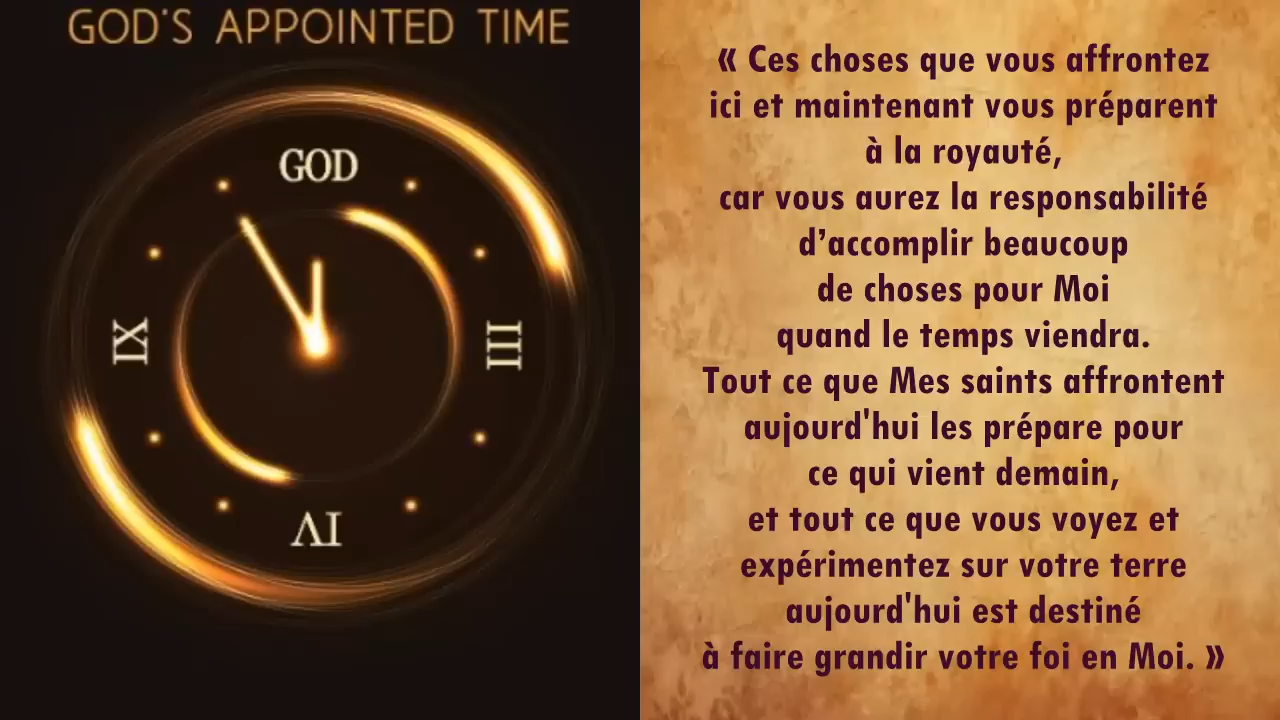 GOD'S APPOINTED TIME
GOD
IX
III
VI
« Ces choses que vous affrontez
ici et maintenant vous préparent
à la royauté,
car vous aurez la responsabilité
d’accomplir beaucoup
de choses pour Moi
quand le temps viendra.
Tout ce que Mes saints affrontent
aujourd'hui les prépare pour
ce qui vient demain,
et tout ce que vous voyez et
expérimentez sur votre terre
aujourd'hui est destiné
à faire grandir votre foi en Moi. »